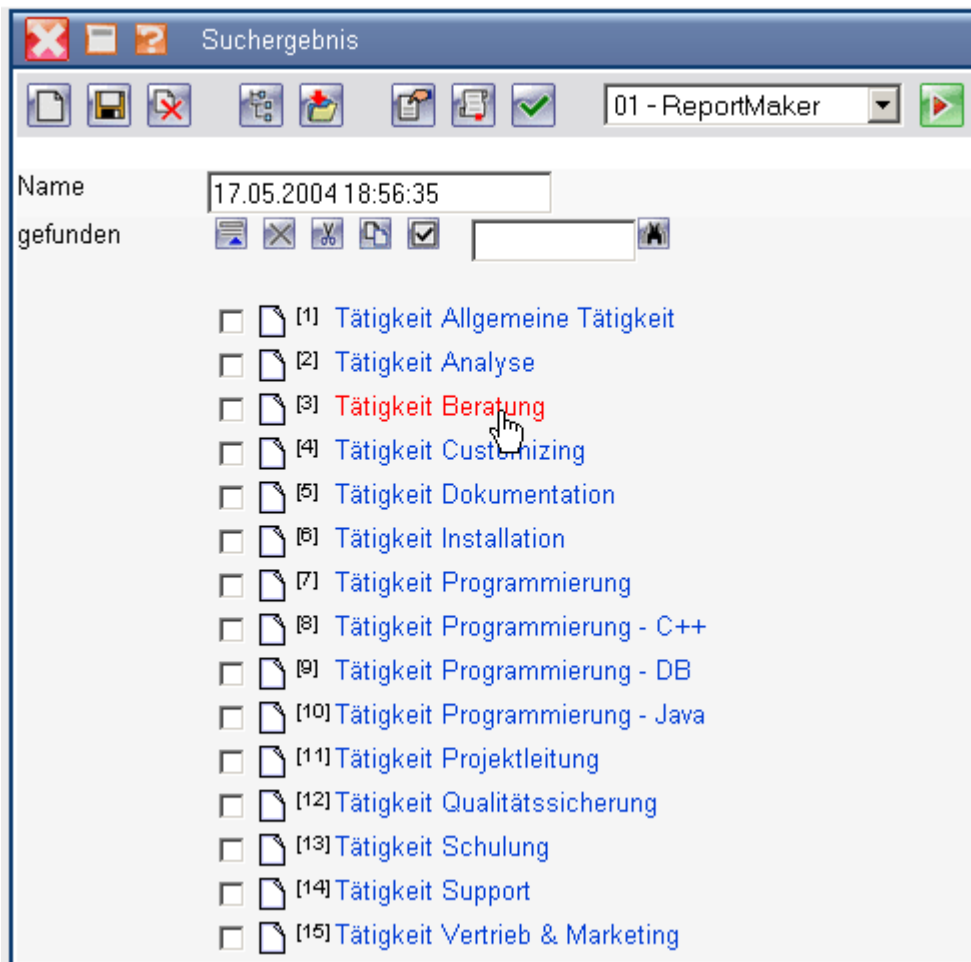 Suchergebnis
01 - ReportMaker
Name 17.05.2004 18:56:35
gefunden
[1] Tätigkeit Allgemeine Tätigkeit
[2] Tätigkeit Analyse
[3] Tätigkeit Beratung
[4] Tätigkeit Customizing
[5] Tätigkeit Dokumentation
[6] Tätigkeit Installation
[7] Tätigkeit Programmierung
[8] Tätigkeit Programmierung - C++
[9] Tätigkeit Programmierung - DB
[10] Tätigkeit Programmierung - Java
[11] Tätigkeit Projektleitung
[12] Tätigkeit Qualitätssicherung
[13] Tätigkeit Schulung
[14] Tätigkeit Support
[15] Tätigkeit Vertrieb & Marketing